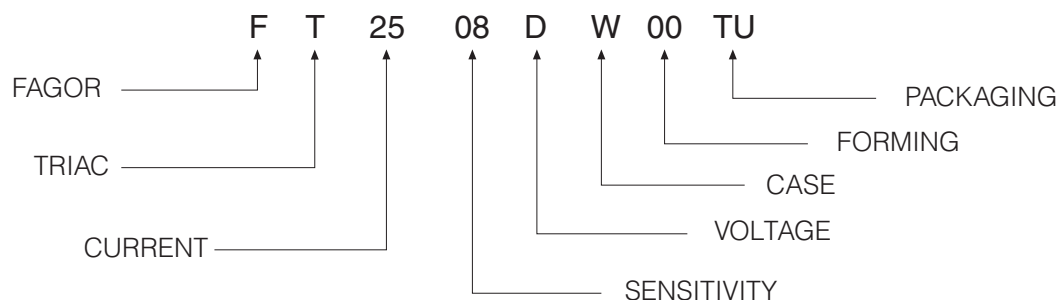 F T 25 08 D W 00 TU
FAGOR
PACKAGING
FORMING
TRIAC
CASE
VOLTAGE
CURRENT
SENSITIVITY